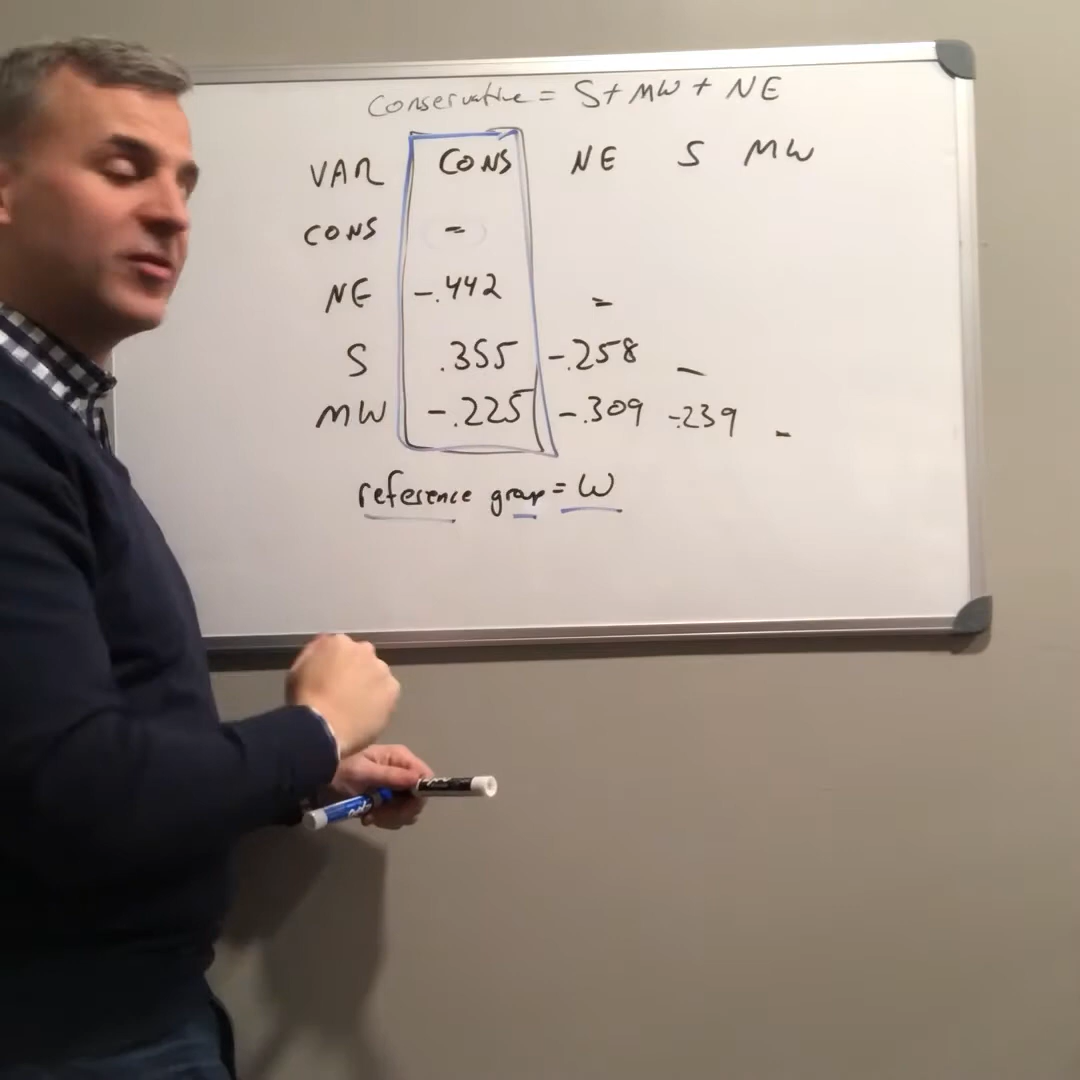 Conservative = S + MW + NE
VAR CONS NE S MW
CONS -
NE -.442 -
S .355 -.258 -
MW -.225 -.309 -.239 -
reference group = W